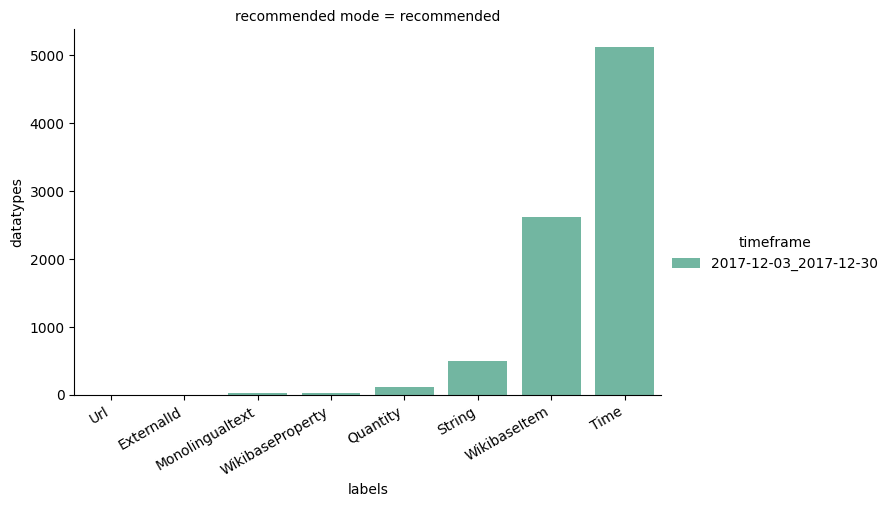 recommended mode = recommended
5000
4000
3000
2000
1000
0
datatypes
Url
ExternalId
Monolingualtext
WikibaseProperty
Quantity
String
WikibaseItem
Time
labels
timeframe
2017-12-03_2017-12-30